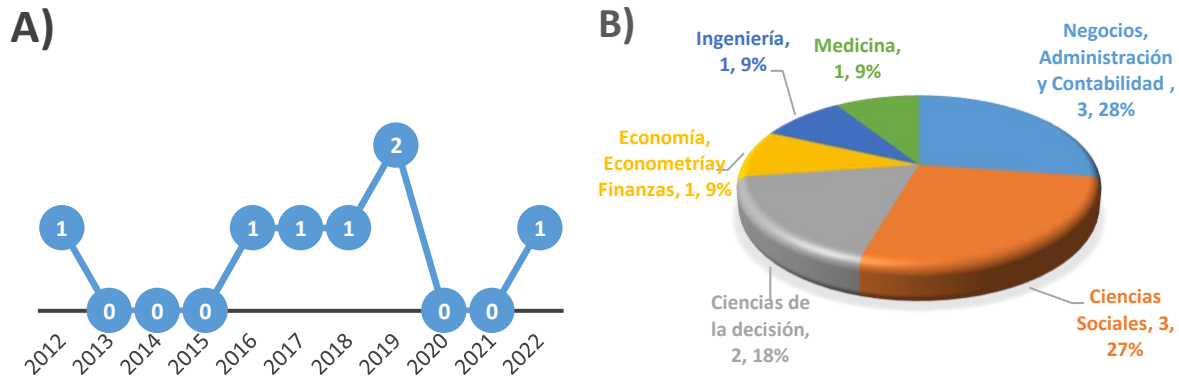 A)
1
0
0
0
1
1
1
2
0
0
1
2012
2013
2014
2015
2016
2017
2018
2019
2020
2021
2022
B)
Ingeniería,
1, 9%
Medicina,
1, 9%
Negocios,
Administración
y Contabilidad ,
3, 28%
Economía,
Econometríay
Finanzas, 1, 9%
Ciencias de
la decisión,
2, 18%
Ciencias
Sociales, 3,
27%